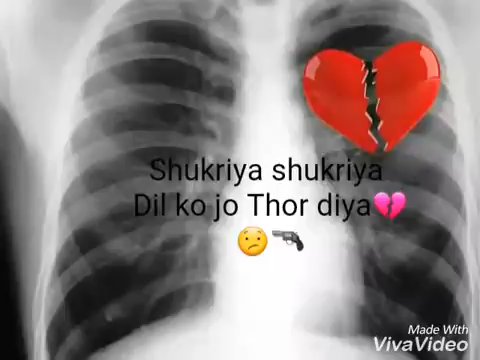 Shukriya shukriya
Dil ko jo Thor diya💔
😕🔫
Made With
VivaVideo